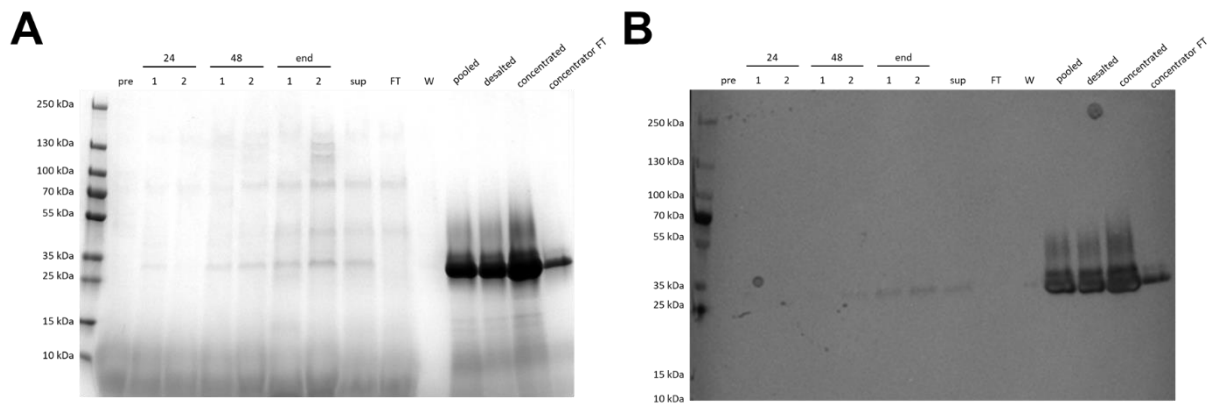 A
24 48 end
pre 1 2 1 2 1 2 sup FT W pooled desalted concentrated concentrator FT
250 kDa
130 kDa
100 kDa
70 kDa
55 kDa
35 kDa
25 kDa
15 kDa
10 kDa
B
24 48 end
pre 1 2 1 2 1 2 sup FT W pooled desalted concentrated concentrator FT
250 kDa
130 kDa
100 kDa
70 kDa
55 kDa
35 kDa
25 kDa
15 kDa
10 kDa